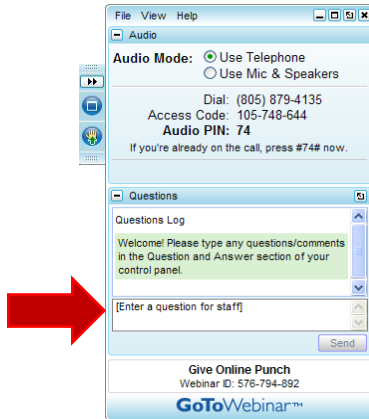 File View Help
Audio
Audio Mode: Use Telephone
Use Mic & Speakers
Dial: (805) 879-4135
Access Code: 105-748-644
Audio PIN: 74
If you're already on the call, press #74# now.
Questions
Questions Log
Welcome! Please type any questions/comments
in the Question and Answer section of your
control panel.
[Enter a question for staff]
Send
Give Online Punch
Webinar ID: 576-794-892
GoToWebinar™